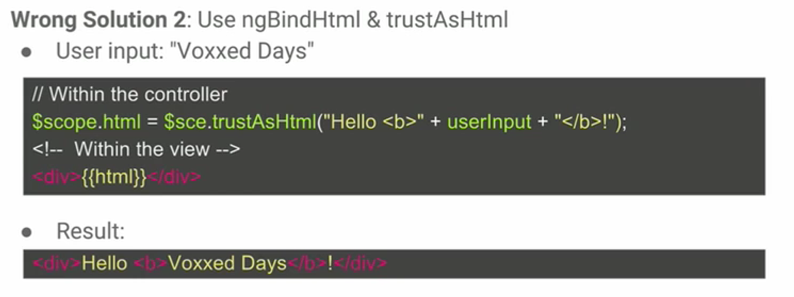 Wrong Solution 2: Use ngBindHtml & trustAsHtml
● User input: "Voxxed Days"
// Within the controller
$scope.html = $sce.trustAsHtml("Hello <b>" + userInput + "</b>!");
<!-- Within the view -->
<div>{{html}}</div>
● Result:
<div>Hello <b>Voxxed Days</b>!</div>